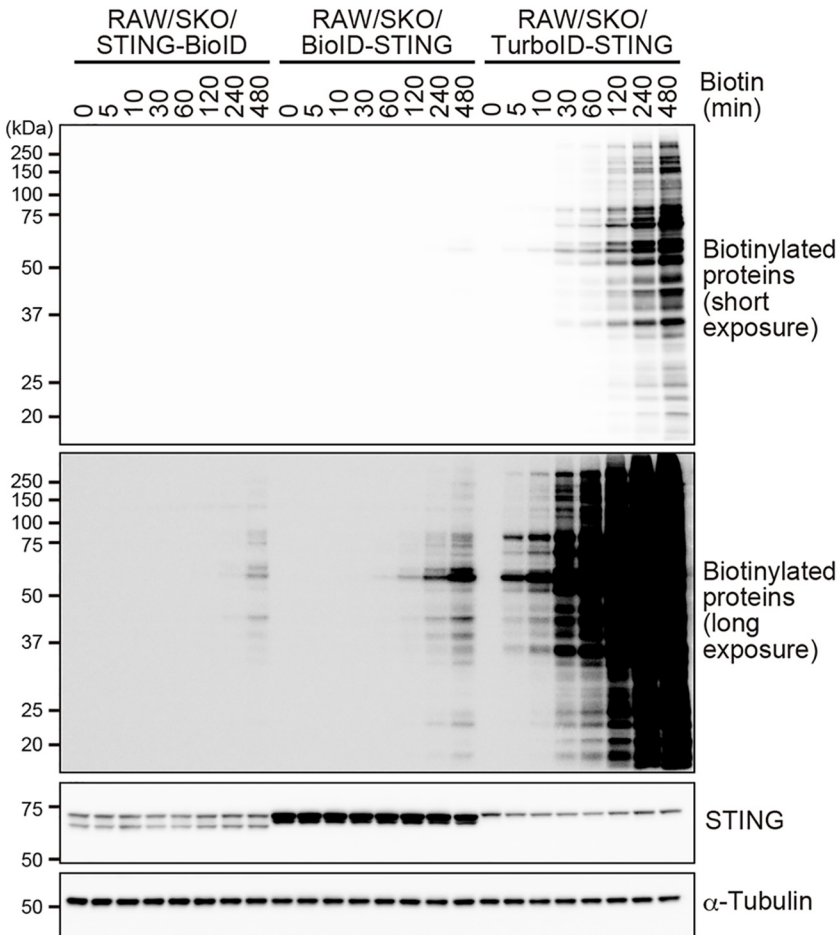 RAW/SKO/
STING-BioID
RAW/SKO/
BioID-STING
RAW/SKO/
TurboID-STING
0 5 10 30 60 120 240 480
0 5 10 30 60 120 240 480
0 5 10 30 60 120 240 480
Biotin
(min)
(kDa)
250
150
100
75
50
37
25
20
Biotinylated
proteins
(short
exposure)
250
150
100
75
50
37
25
20
Biotinylated
proteins
(long
exposure)
75
50
STING
50
α-Tubulin